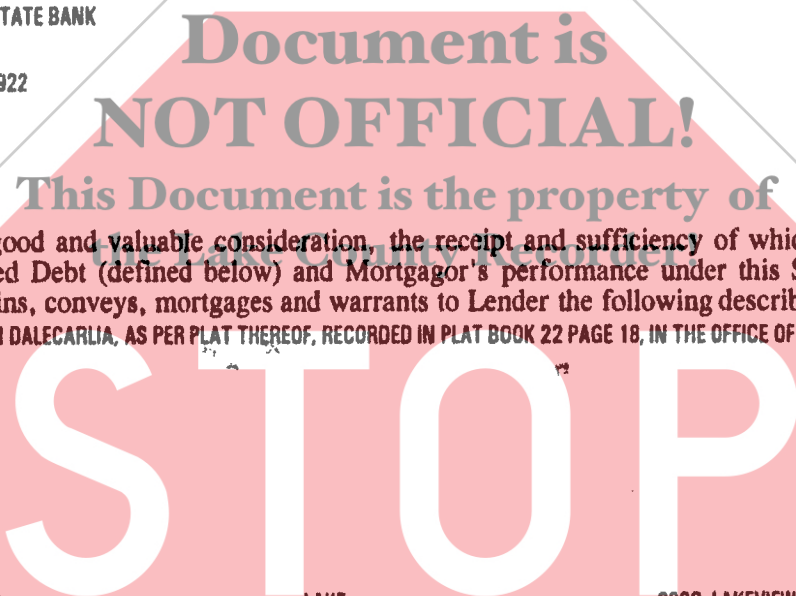 TATE BANK
922
Document is
NOT OFFICIAL!
This Document is the property of
the Lake County Recorder!
good and valuable consideration, the receipt and sufficiency of whic
ed Debt (defined below) and Mortgagor's performance under this S
ins, conveys, mortgages and warrants to Lender the following describ
DALECARLIA, AS PER PLAT THEREOF, RECORDED IN PLAT BOOK 22 PAGE 18, IN THE OFFICE OF
STOP
LAKEVIEW